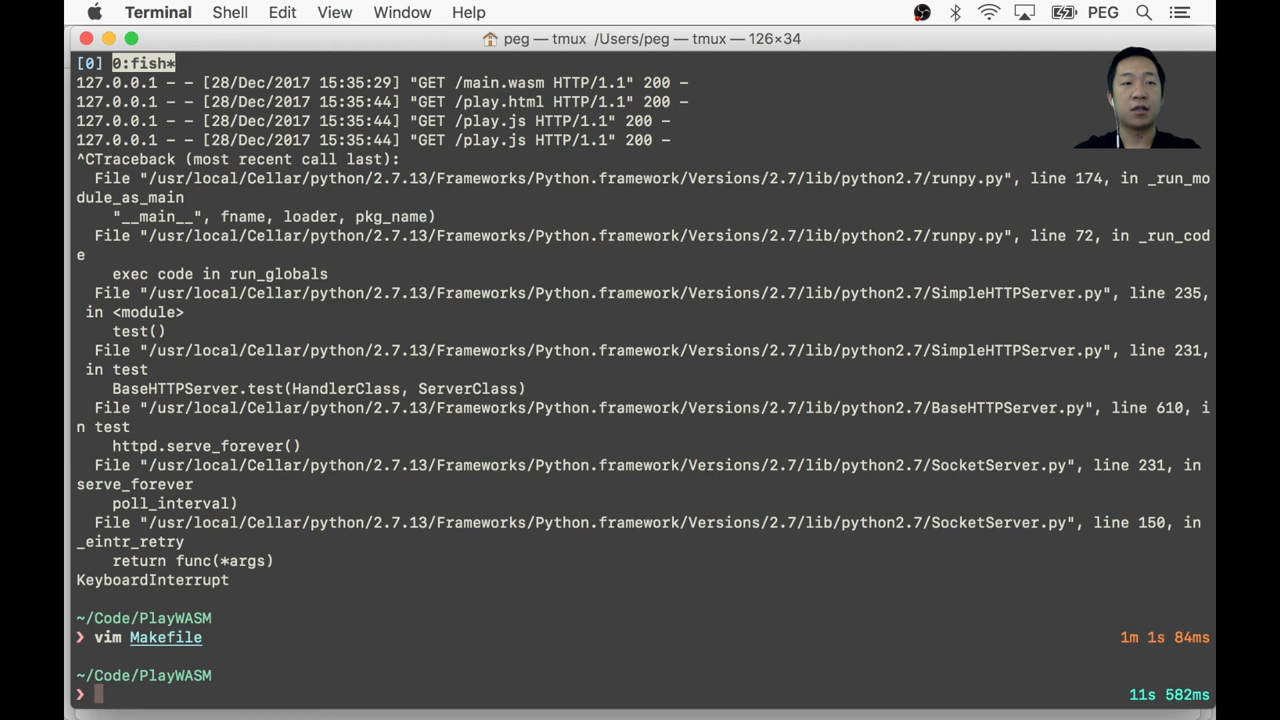 Terminal Shell Edit View Window Help PEG
peg — tmux /Users/peg — tmux — 126×34
[0] 0:fish*
127.0.0.1 - - [28/Dec/2017 15:35:29] "GET /main.wasm HTTP/1.1" 200 -
127.0.0.1 - - [28/Dec/2017 15:35:44] "GET /play.html HTTP/1.1" 200 -
127.0.0.1 - - [28/Dec/2017 15:35:44] "GET /play.js HTTP/1.1" 200 -
127.0.0.1 - - [28/Dec/2017 15:35:44] "GET /play.js HTTP/1.1" 200 -
^CTraceback (most recent call last):
  File "/usr/local/Cellar/python/2.7.13/Frameworks/Python.framework/Versions/2.7/lib/python2.7/runpy.py", line 174, in _run_mo
dule_as_main
    "__main__", fname, loader, pkg_name)
  File "/usr/local/Cellar/python/2.7.13/Frameworks/Python.framework/Versions/2.7/lib/python2.7/runpy.py", line 72, in _run_cod
e
    exec code in run_globals
  File "/usr/local/Cellar/python/2.7.13/Frameworks/Python.framework/Versions/2.7/lib/python2.7/SimpleHTTPServer.py", line 235,
 in <module>
    test()
  File "/usr/local/Cellar/python/2.7.13/Frameworks/Python.framework/Versions/2.7/lib/python2.7/SimpleHTTPServer.py", line 231,
 in test
    BaseHTTPServer.test(HandlerClass, ServerClass)
  File "/usr/local/Cellar/python/2.7.13/Frameworks/Python.framework/Versions/2.7/lib/python2.7/BaseHTTPServer.py", line 610, i
n test
    httpd.serve_forever()
  File "/usr/local/Cellar/python/2.7.13/Frameworks/Python.framework/Versions/2.7/lib/python2.7/SocketServer.py", line 231, in
serve_forever
    poll_interval)
  File "/usr/local/Cellar/python/2.7.13/Frameworks/Python.framework/Versions/2.7/lib/python2.7/SocketServer.py", line 150, in
_eintr_retry
    return func(*args)
KeyboardInterrupt
~/Code/PlayWASM
❯ vim Makefile 1m 1s 84ms
~/Code/PlayWASM
❯ 11s 582ms